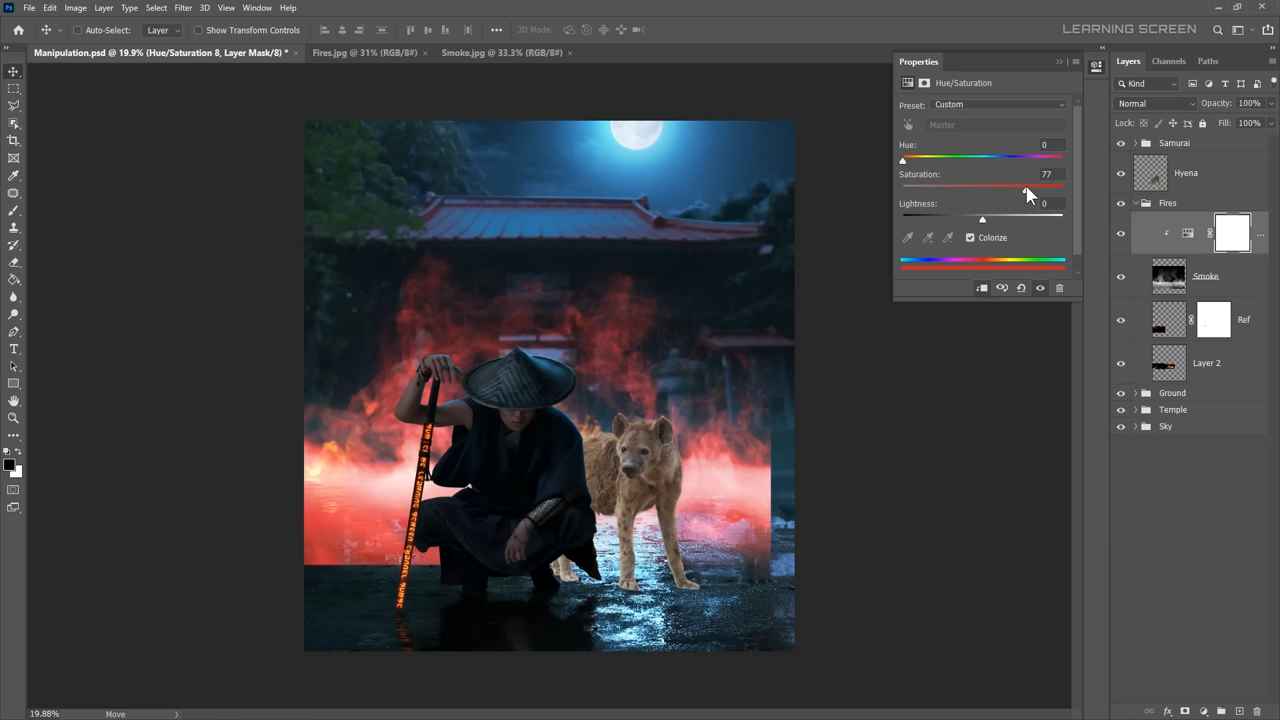 Ps File Edit Image Layer Type Select Filter 3D View Window Help
Auto-Select: Layer Show Transform Controls 3D Mode: LEARNING SCREEN
Manipulation.psd @ 19.9% (Hue/Saturation 8, Layer Mask/8) * Fires.jpg @ 31% (RGB/8#) Smoke.jpg @ 33.3% (RGB/8#)
Properties
Hue/Saturation
Preset: Custom
Master
Hue: 0
Saturation: 77
Lightness: 0
Colorize
Layers Channels Paths
Kind
Normal Opacity: 100%
Lock: Fill: 100%
Samurai
Hyena
Fires
...
Smoke
Ref
Layer 2
Ground
Temple
Sky
19.88% Move